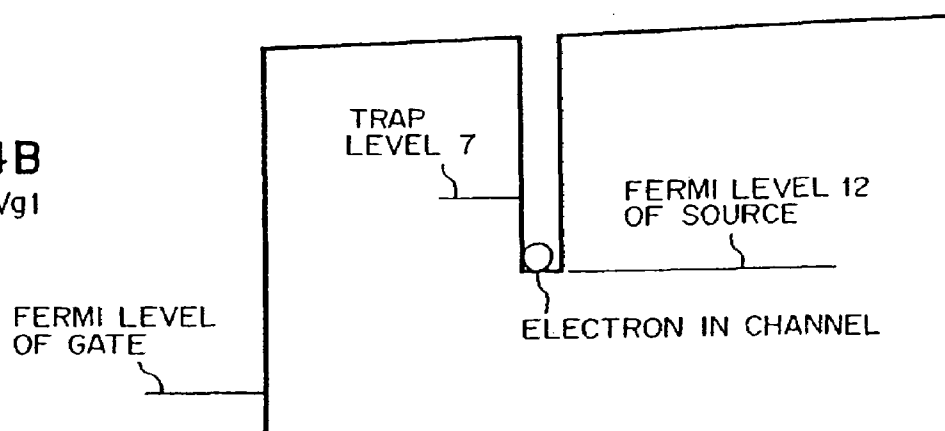 TRAP
LEVEL 7
4B
Vg1
FERMI LEVEL 12
OF SOURCE
FERMI LEVEL
OF GATE
ELECTRON IN CHANNEL